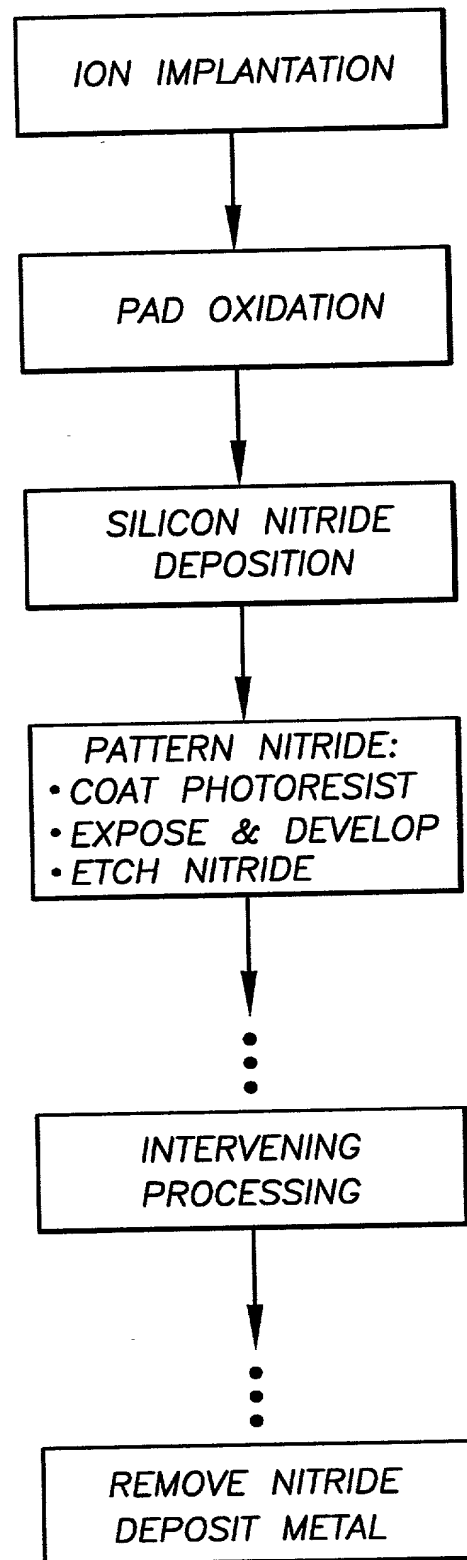 ION IMPLANTATION
PAD OXIDATION
SILICON NITRIDE
DEPOSITION
PATTERN NITRIDE:
• COAT PHOTORESIST
• EXPOSE & DEVELOP
• ETCH NITRIDE
INTERVENING
PROCESSING
REMOVE NITRIDE
DEPOSIT METAL